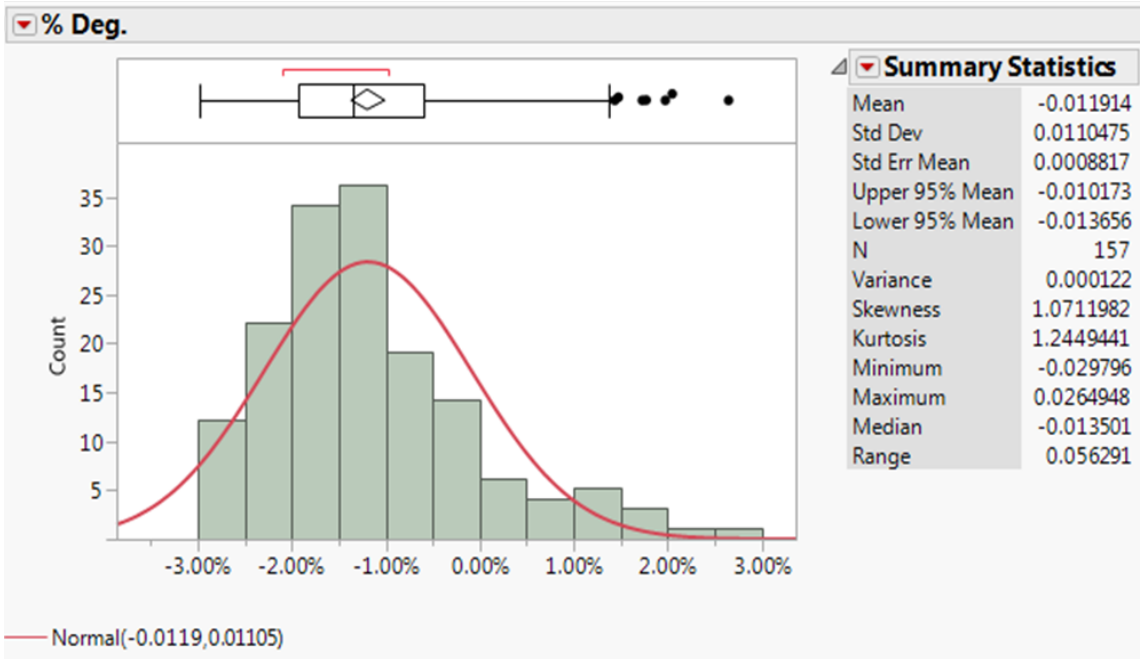 % Deg.
35
30
25
20
15
10
5
Count
-3.00% -2.00% -1.00% 0.00% 1.00% 2.00% 3.00%
Normal(-0.0119,0.01105)
Summary Statistics
Mean -0.011914
Std Dev 0.0110475
Std Err Mean 0.0008817
Upper 95% Mean -0.010173
Lower 95% Mean -0.013656
N 157
Variance 0.000122
Skewness 1.0711982
Kurtosis 1.2449441
Minimum -0.029796
Maximum 0.0264948
Median -0.013501
Range 0.056291